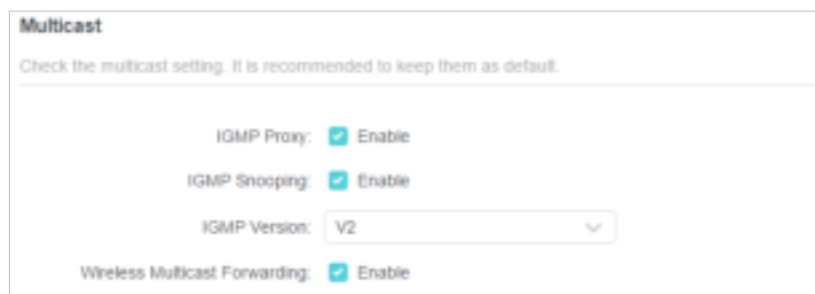 Multicast
Check the multicast setting. It is recommended to keep them as default.
IGMP Proxy: Enable
IGMP Snooping: Enable
IGMP Version: V2
Wireless Multicast Forwarding: Enable